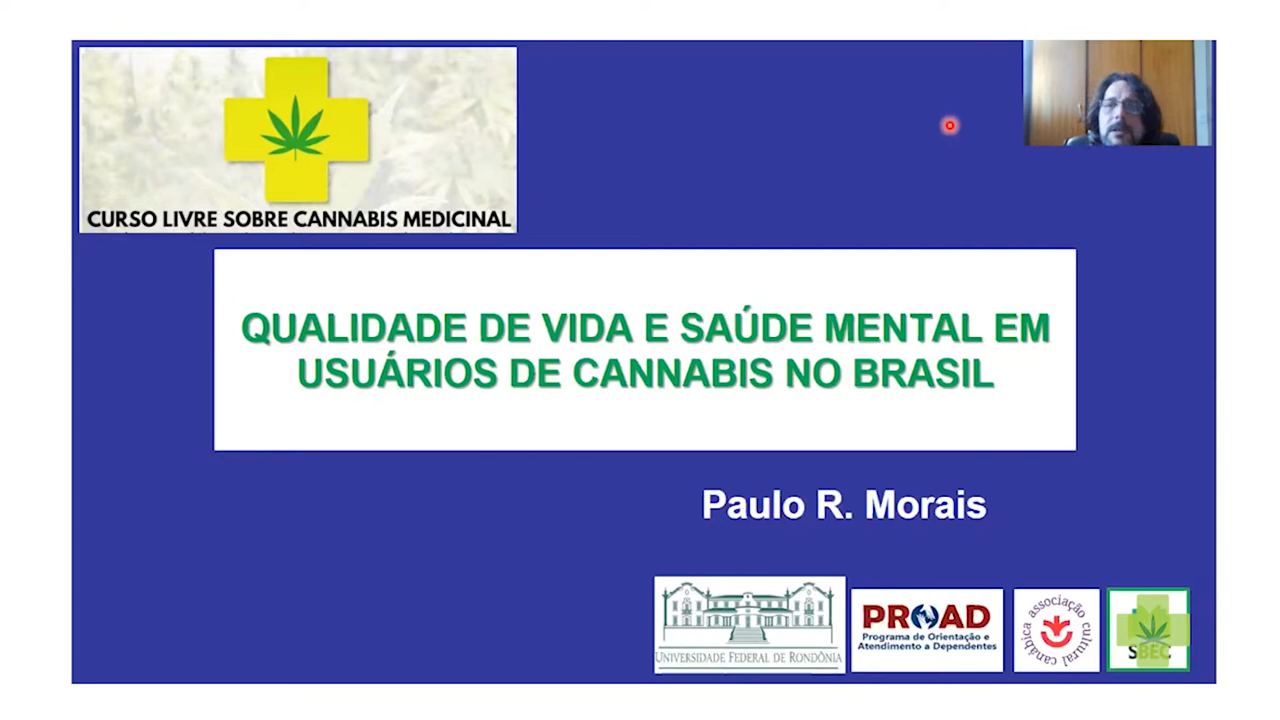 CURSO LIVRE SOBRE CANNABIS MEDICINAL
QUALIDADE DE VIDA E SAÚDE MENTAL EM
USUÁRIOS DE CANNABIS NO BRASIL
Paulo R. Morais
UNIVERSIDADE FEDERAL DE RONDÔNIA
PROAD
Programa de Orientação e
Atendimento a Dependentes
associação cultural canábica
SBEC